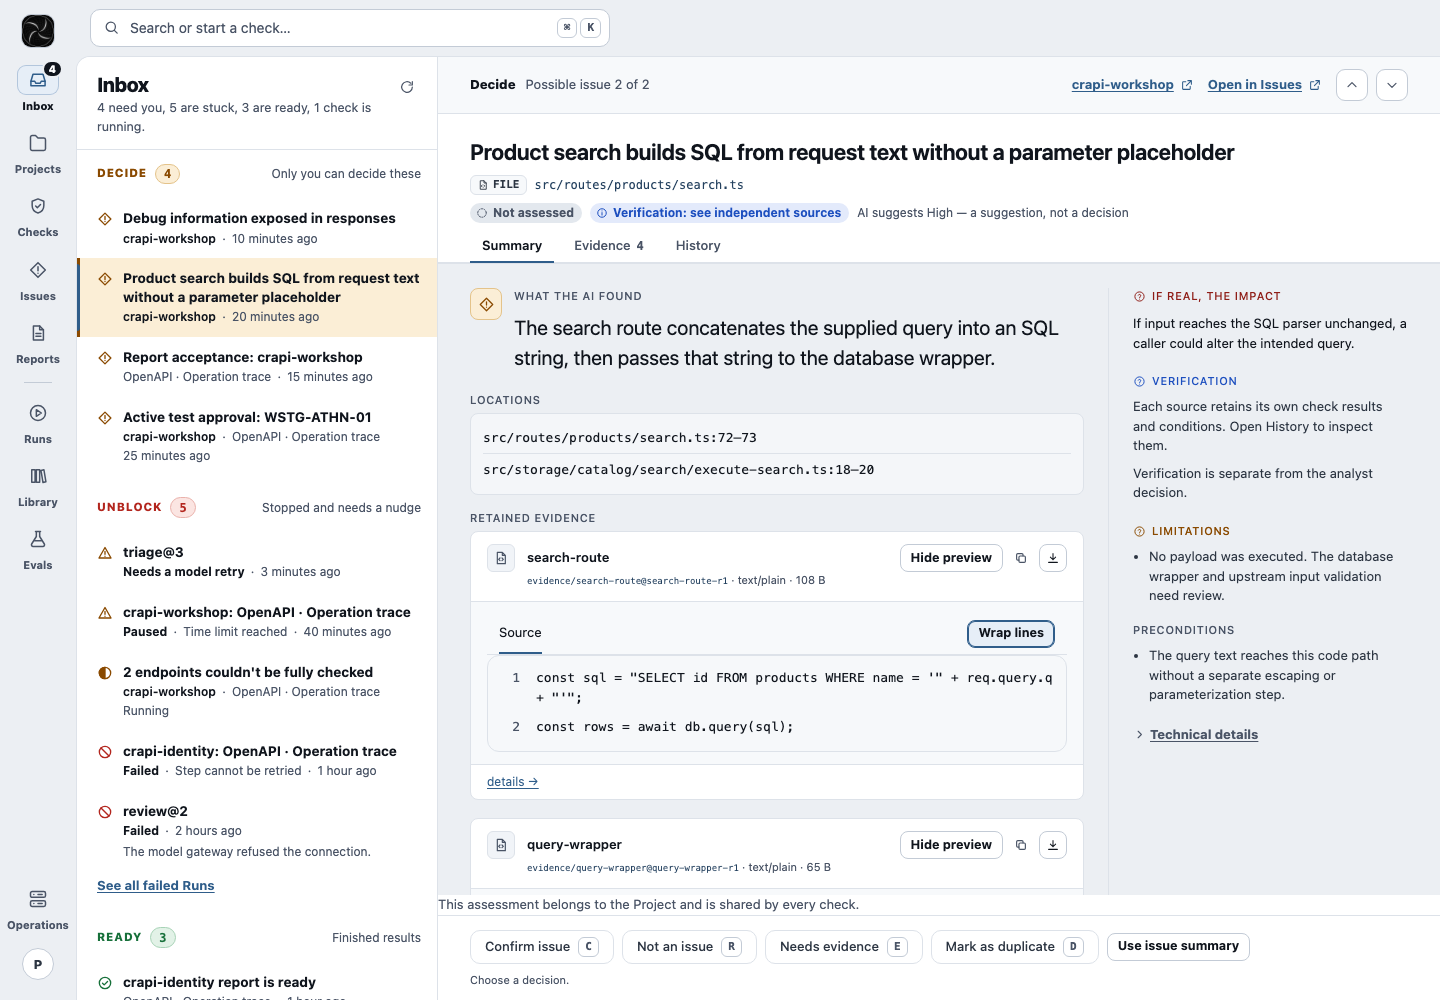 Search or start a check...
⌘ K
4
Inbox
Projects
Checks
Issues
Reports
Runs
Library
Evals
Operations
P
Inbox
4 need you, 5 are stuck, 3 are ready, 1 check is
running.
DECIDE 4 Only you can decide these
Debug information exposed in responses
crapi-workshop · 10 minutes ago
Product search builds SQL from request text
without a parameter placeholder
crapi-workshop · 20 minutes ago
Report acceptance: crapi-workshop
OpenAPI · Operation trace · 15 minutes ago
Active test approval: WSTG-ATHN-01
crapi-workshop · OpenAPI · Operation trace
25 minutes ago
UNBLOCK 5 Stopped and needs a nudge
triage@3
Needs a model retry · 3 minutes ago
crapi-workshop: OpenAPI · Operation trace
Paused · Time limit reached · 40 minutes ago
2 endpoints couldn't be fully checked
crapi-workshop · OpenAPI · Operation trace
Running
crapi-identity: OpenAPI · Operation trace
Failed · Step cannot be retried · 1 hour ago
review@2
Failed · 2 hours ago
The model gateway refused the connection.
See all failed Runs
READY 3 Finished results
crapi-identity report is ready
OpenAPI · Operation trace · 1 hour ago
Decide Possible issue 2 of 2
crapi-workshop Open in Issues
Product search builds SQL from request text without a parameter placeholder
FILE src/routes/products/search.ts
Not assessed Verification: see independent sources AI suggests High — a suggestion, not a decision
Summary Evidence 4 History
WHAT THE AI FOUND
The search route concatenates the supplied query into an SQL
string, then passes that string to the database wrapper.
LOCATIONS
src/routes/products/search.ts:72–73
src/storage/catalog/search/execute-search.ts:18–20
RETAINED EVIDENCE
search-route
Hide preview
evidence/search-route@search-route-r1 · text/plain · 108 B
Source
Wrap lines
1 const sql = "SELECT id FROM products WHERE name = '" + req.query.q
+ "'";
2 const rows = await db.query(sql);
details →
query-wrapper
Hide preview
evidence/query-wrapper@query-wrapper-r1 · text/plain · 65 B
IF REAL, THE IMPACT
If input reaches the SQL parser unchanged, a
caller could alter the intended query.
VERIFICATION
Each source retains its own check results
and conditions. Open History to inspect
them.
Verification is separate from the analyst
decision.
LIMITATIONS
• No payload was executed. The database
wrapper and upstream input validation
need review.
PRECONDITIONS
• The query text reaches this code path
without a separate escaping or
parameterization step.
Technical details
This assessment belongs to the Project and is shared by every check.
Confirm issue C Not an issue R Needs evidence E Mark as duplicate D Use issue summary
Choose a decision.